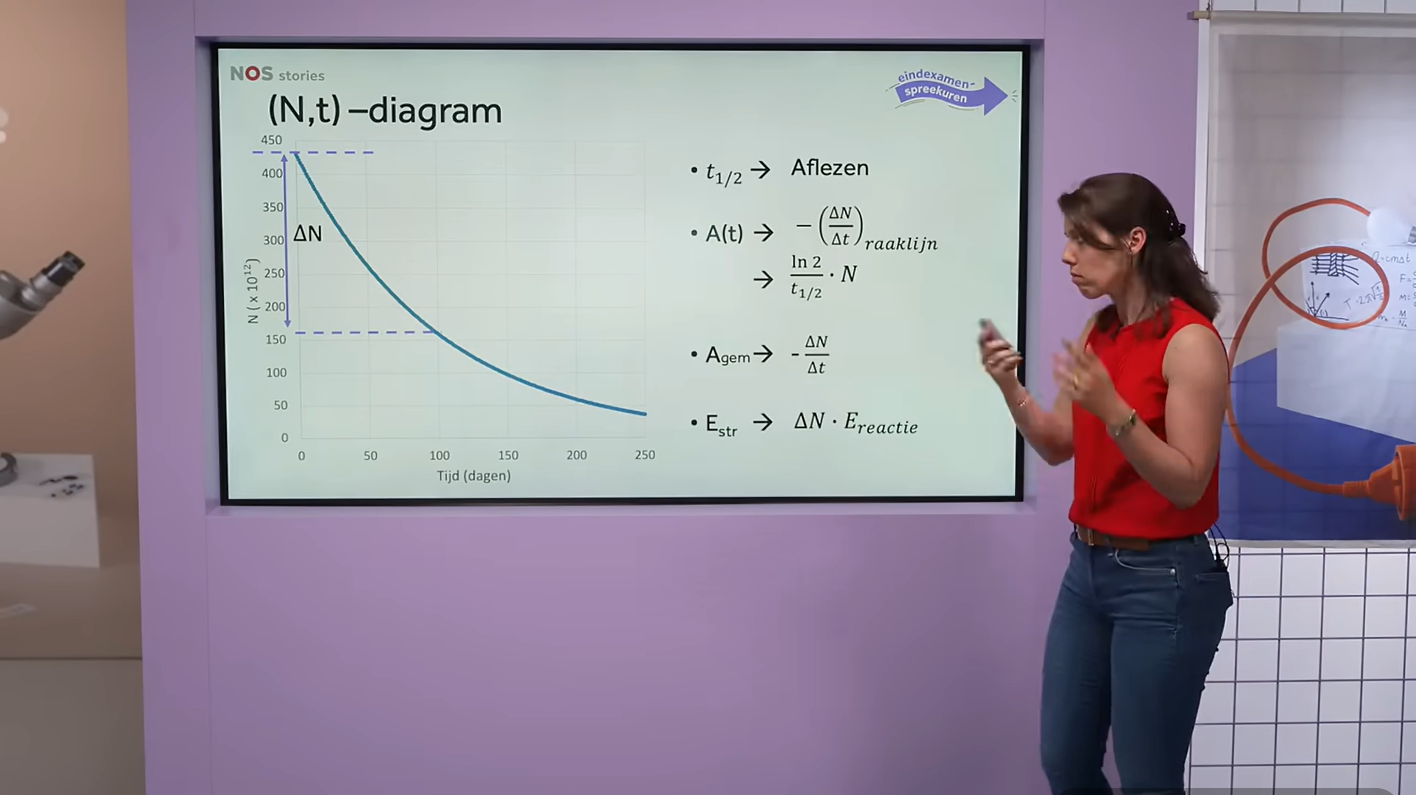 NOS stories
eindexamen-
spreekuren
(N,t) –diagram
450
400
350
300
250
200
150
100
50
0
N ( x 10¹²)
ΔN
0 50 100 150 200 250
Tijd (dagen)
• t₁/₂ → Aflezen
• A(t) → −(ΔN/Δt)raaklijn
→ ln 2/t₁/₂ · N
• Agem → -ΔN/Δt
• Estr → ΔN · Ereactie